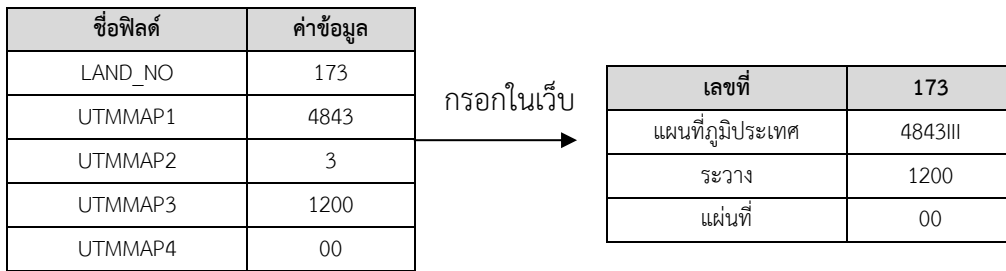 ชื่อฟิลด์ ค่าข้อมูล
LAND_NO 173
UTMMAP1 4843
UTMMAP2 3
UTMMAP3 1200
UTMMAP4 00
กรอกในเว็บ
เลขที่ 173
แผนที่ภูมิประเทศ 4843III
ระวาง 1200
แผ่นที่ 00